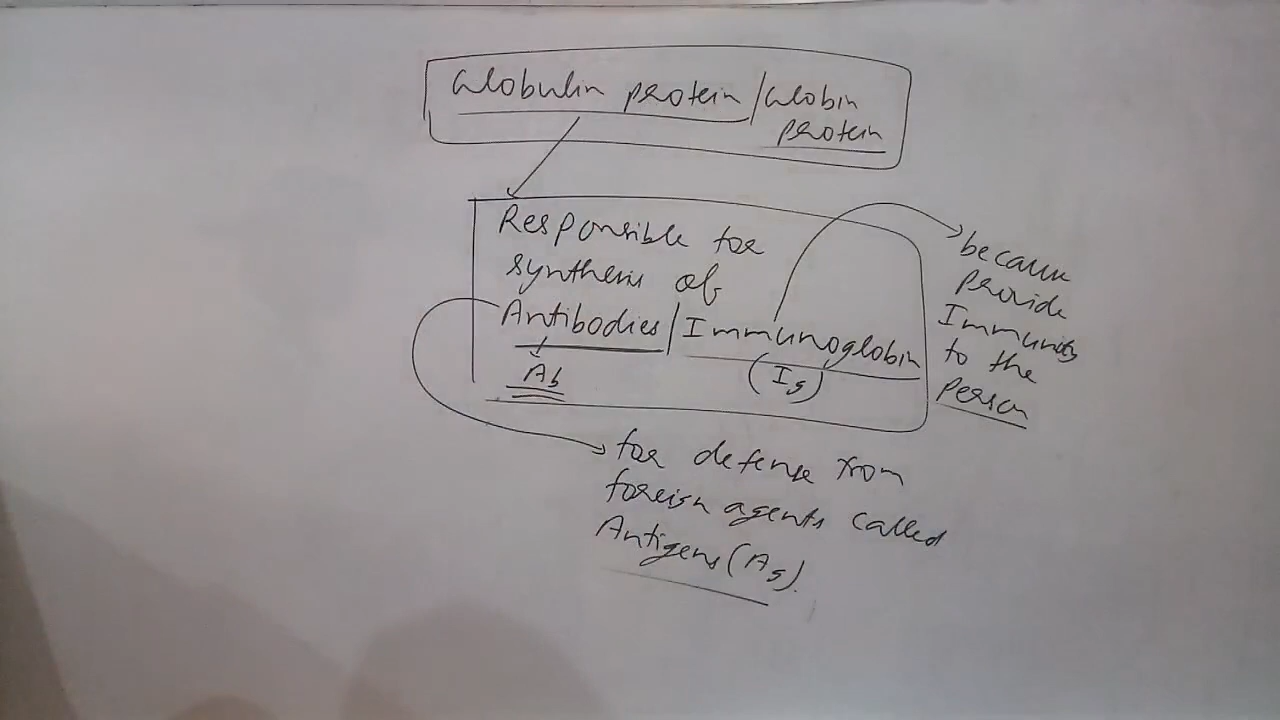 Globulin protein/Globin
protein
Responsible for
synthesis of
Antibodies/Immunoglobin
Ab
(Ig)
because
provide
Immunity
to the
person
for defense from
foreign agents called
Antigens(Ag).